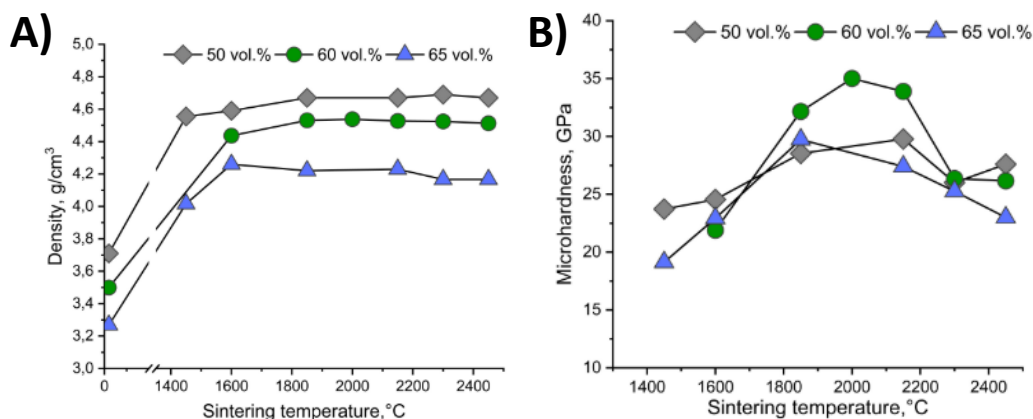 A)
50 vol.% 60 vol.% 65 vol.%
5,0
4,8
4,6
4,4
4,2
4,0
3,8
3,6
3,4
3,2
3,0
Density, g/cm³
0 1400 1600 1800 2000 2200 2400
Sintering temperature,°C
B)
50 vol.% 60 vol.% 65 vol.%
40
35
30
25
20
15
10
Microhardness, GPa
1400 1600 1800 2000 2200 2400
Sintering temperature,°C